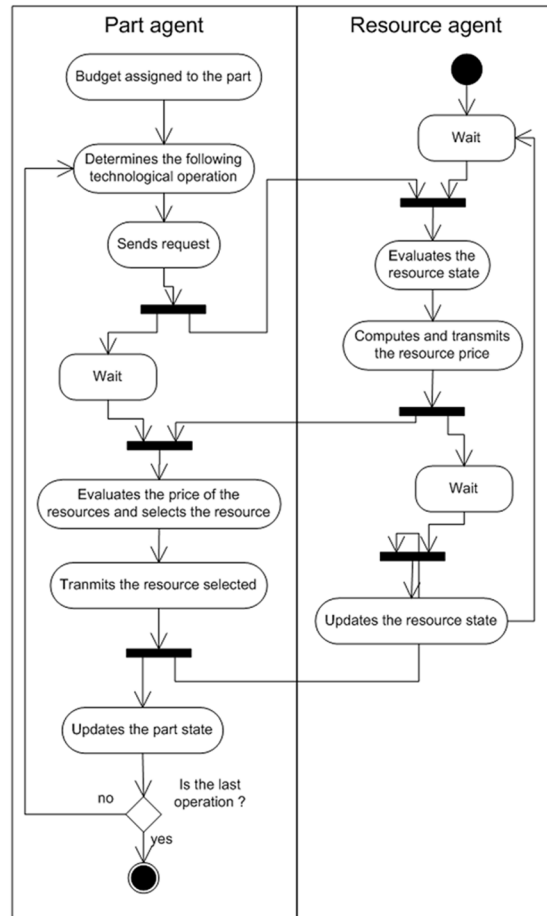 Part agent
Budget assigned to the part
Determines the following
technological operation
Sends request
Wait
Evaluates the price of the
resources and selects the resource
Tranmits the resource selected
Updates the part state
Is the last
operation ?
no
yes
Resource agent
Wait
Evaluates the
resource state
Computes and transmits
the resource price
Wait
Updates the resource state